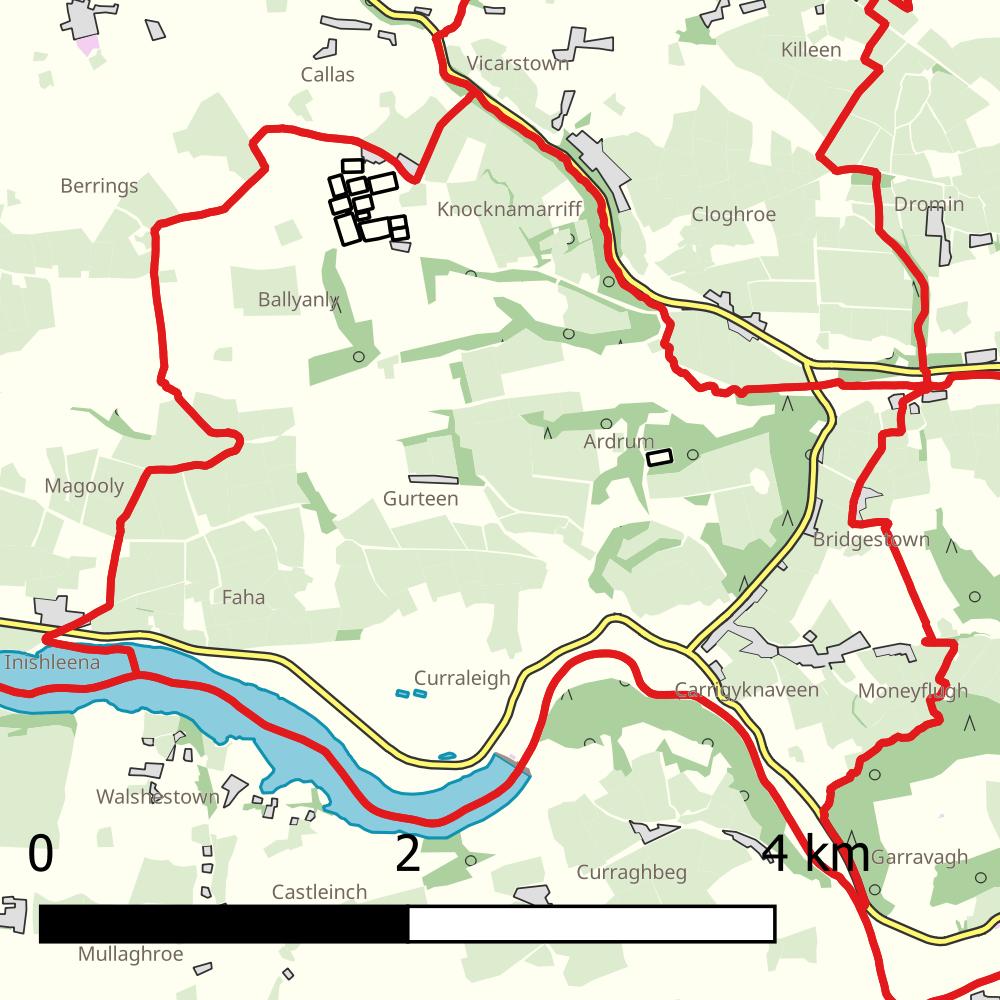 Killeen
Vicarstown
Callas
Berrings
Dromin
Knocknamarriff
Cloghroe
Ballyanly
Ardrum
Magooly
Gurteen
Bridgestown
Faha
Inishleena
Curraleigh
Carrigyknaveen
Moneyflugh
Walshestown
0 2 4 km
Garravagh
Curraghbeg
Castleinch
Mullaghroe